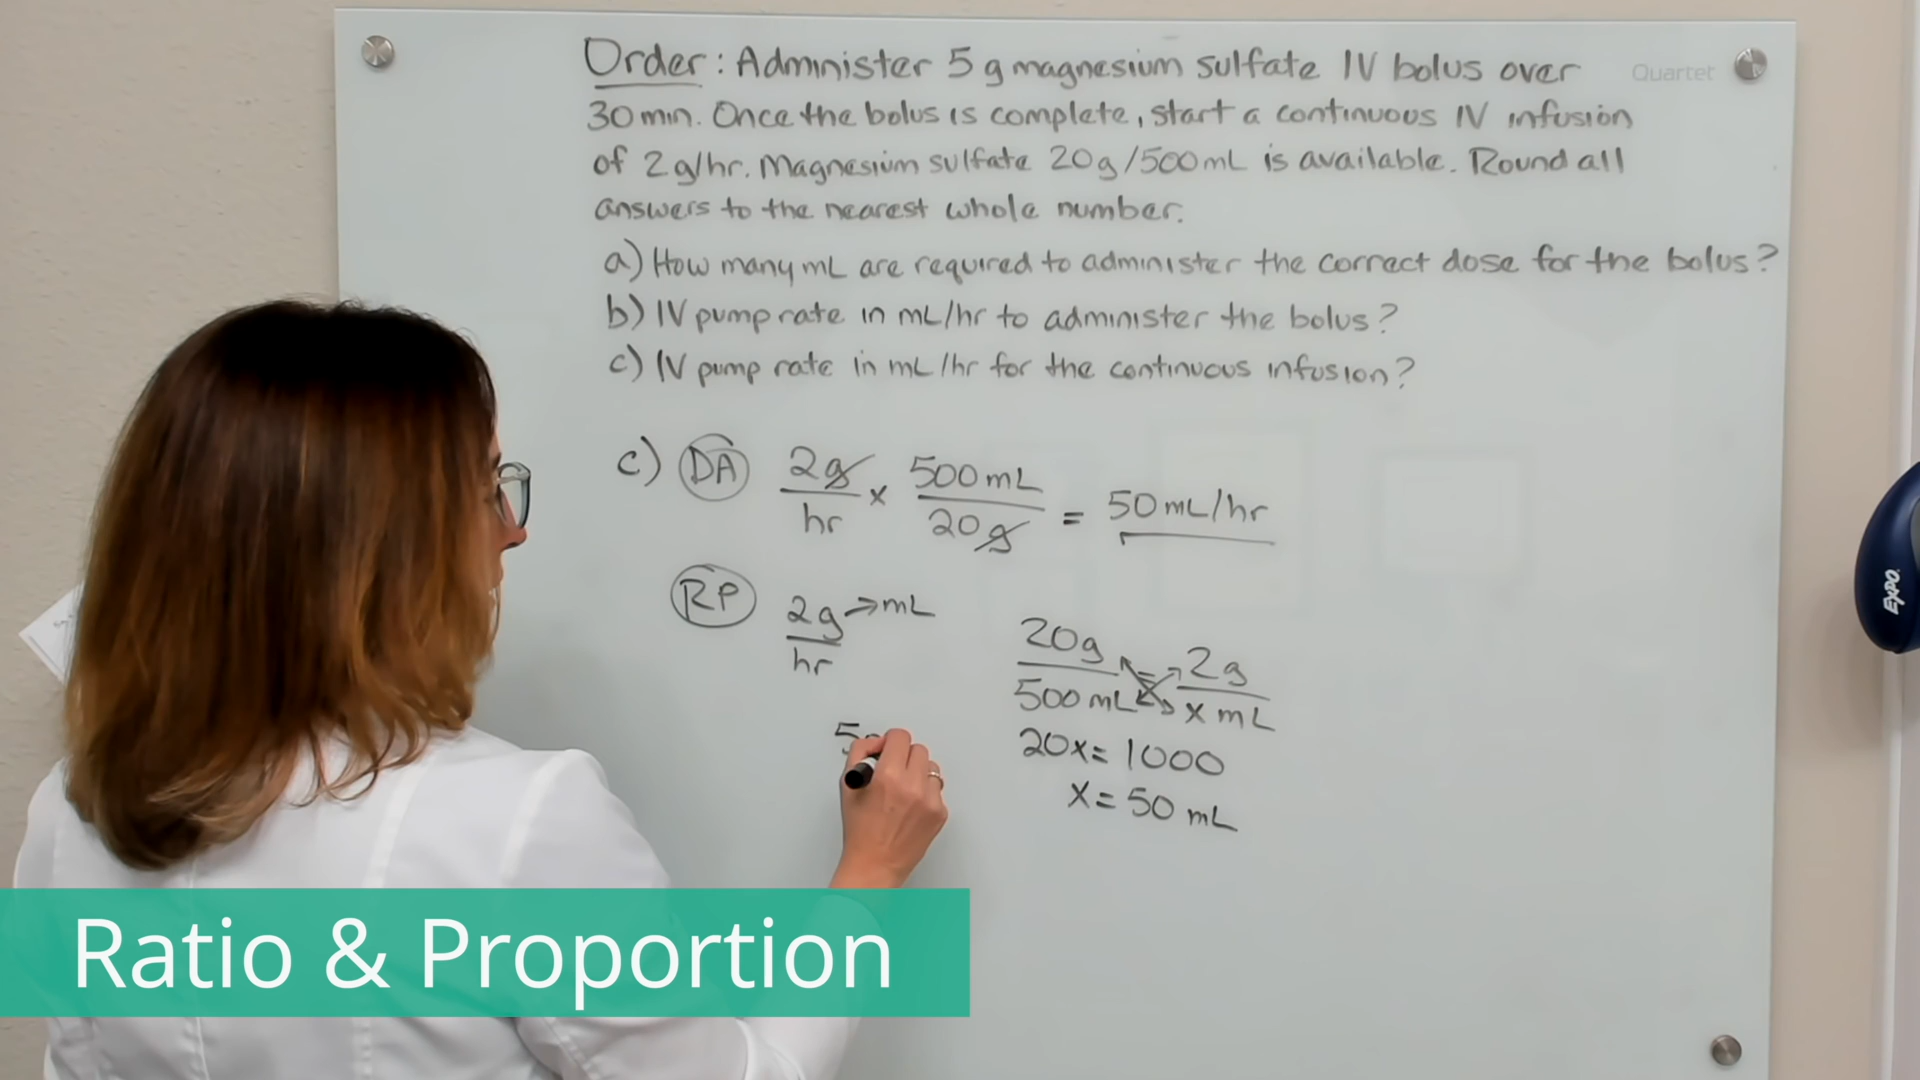 Order: Administer 5 g magnesium sulfate IV bolus over
Quartet
30 min. Once the bolus is complete, start a continuous IV infusion
of 2 g/hr. Magnesium sulfate 20g/500mL is available. Round all
answers to the nearest whole number.
a) How many mL are required to administer the correct dose for the bolus?
b) IV pump rate in mL/hr to administer the bolus?
c) IV pump rate in mL/hr for the continuous infusion?
c) DA 2g/hr x 500 mL/20g = 50 mL/hr
RP 2g/hr → mL
20g/500 mL = 2g/x mL
20x = 1000
x = 50 mL
5
EXPO
Ratio & Proportion